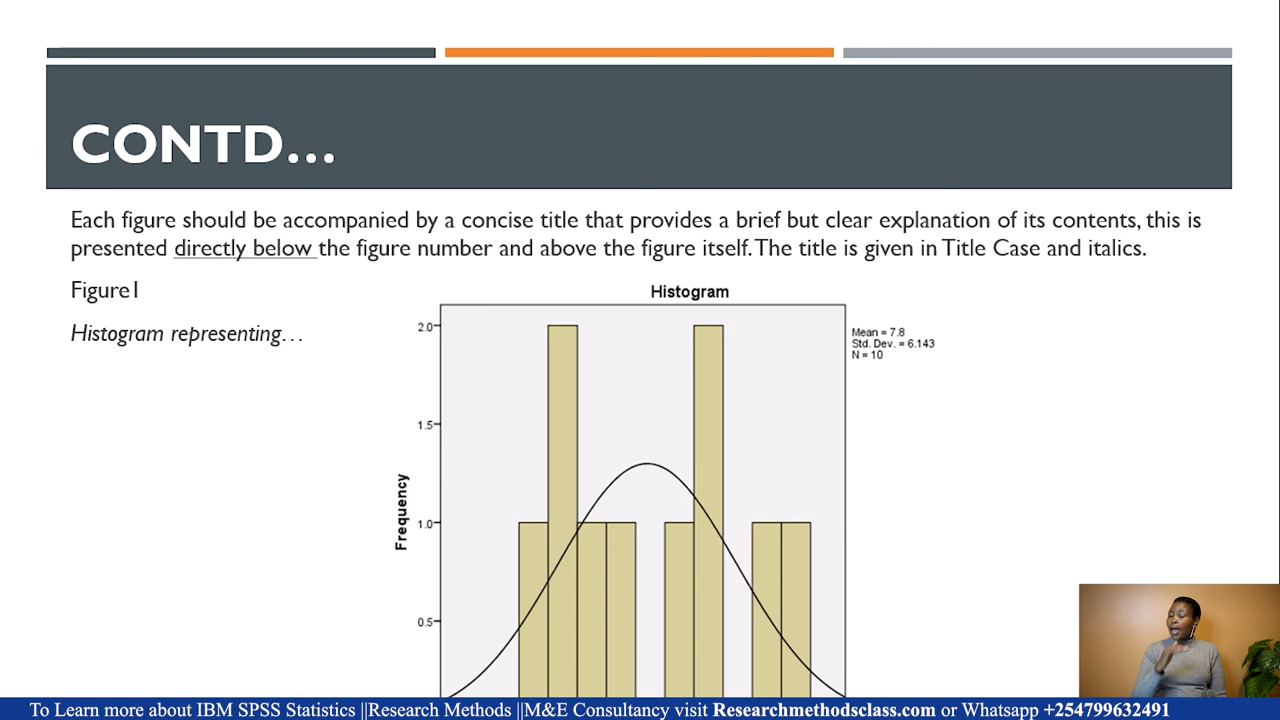 CONTD...
Each figure should be accompanied by a concise title that provides a brief but clear explanation of its contents, this is
presented directly below the figure number and above the figure itself. The title is given in Title Case and italics.
Figure1
Histogram representing…
Histogram
Mean = 7.8
Std. Dev. = 6.143
N = 10
Frequency
2.0
1.5
1.0
0.5
To Learn more about IBM SPSS Statistics ||Research Methods ||M&E Consultancy visit Researchmethodsclass.com or Whatsapp +254799632491